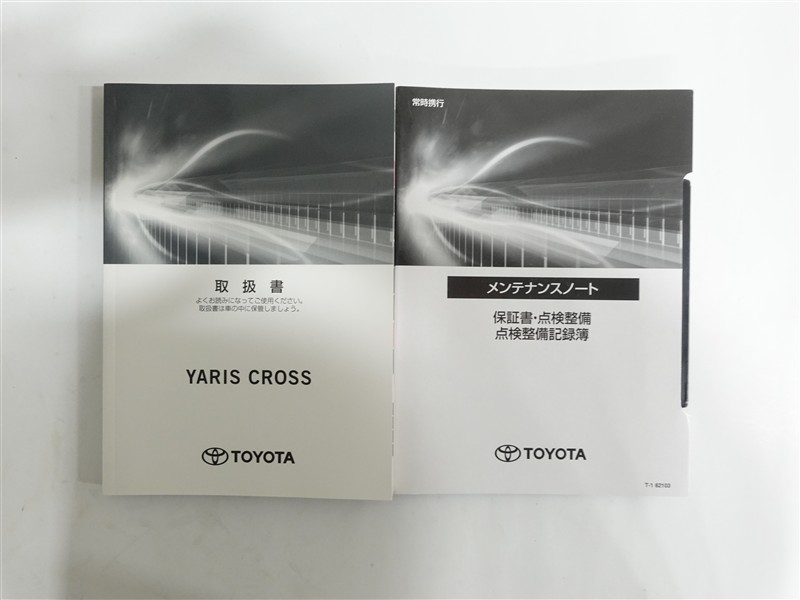 取扱書
よくお読みになってご使用ください。
取扱書は車の中に保管しましょう。
YARIS CROSS
TOYOTA
常時携行
メンテナンスノート
保証書・点検整備
点検整備記録簿
TOYOTA